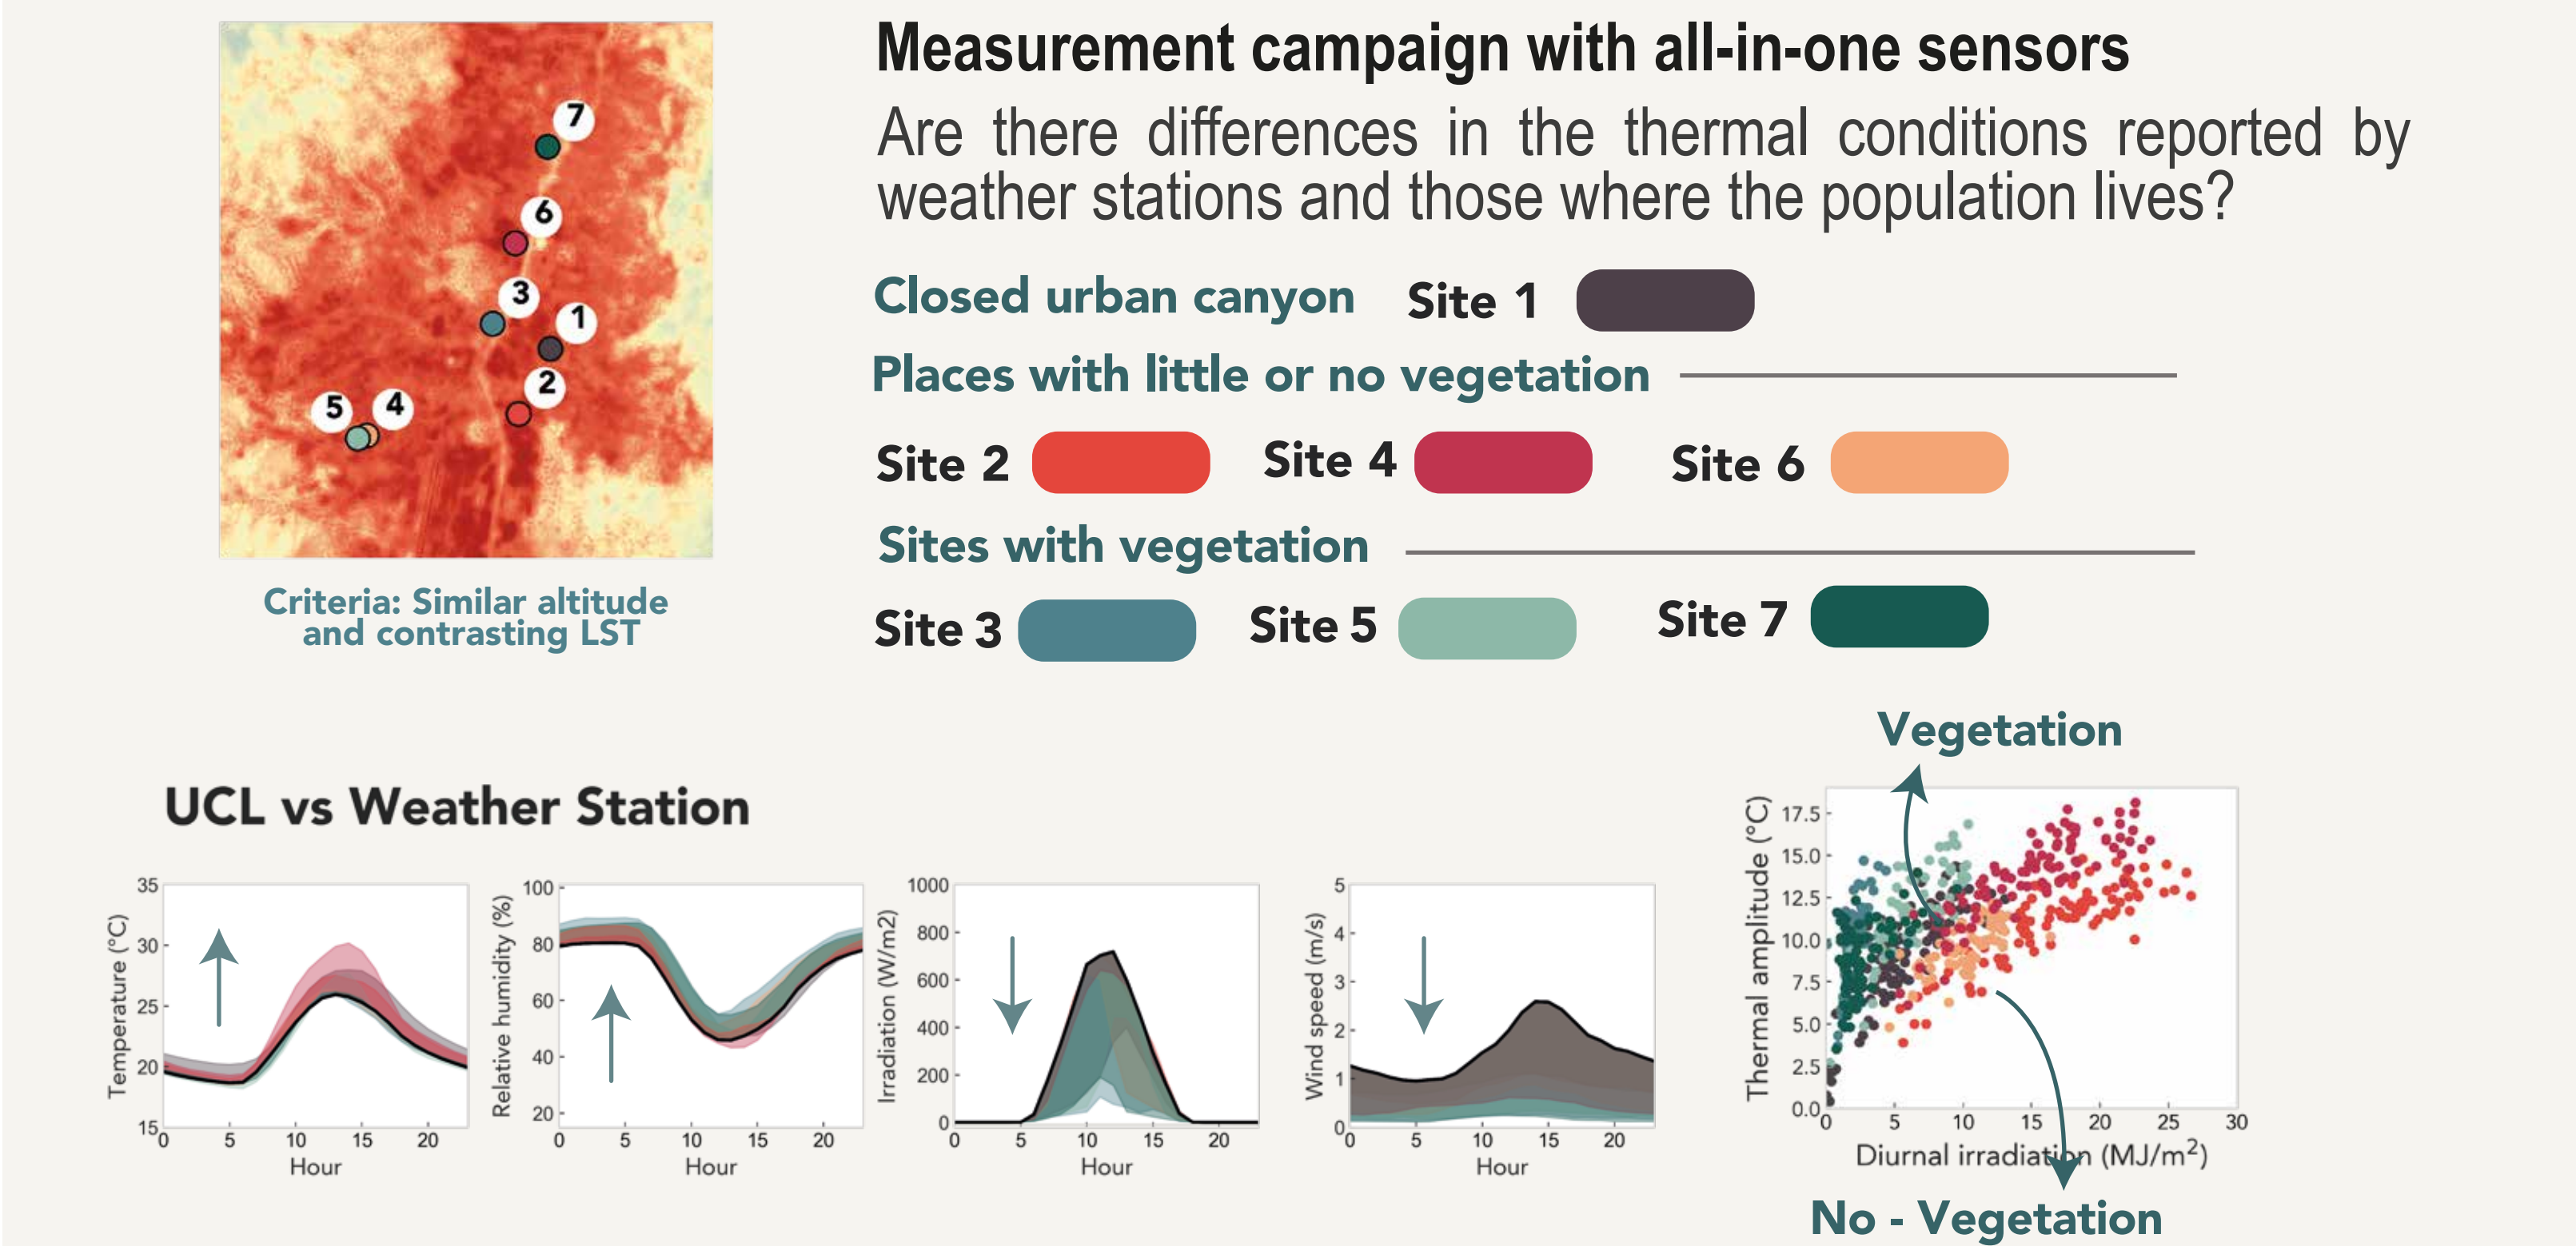 7
6
3
1
2
5
4
Criteria: Similar altitude
and contrasting LST
Measurement campaign with all-in-one sensors
Are there differences in the thermal conditions reported by
weather stations and those where the population lives?
Closed urban canyon Site 1
Places with little or no vegetation
Site 2 Site 4 Site 6
Sites with vegetation
Site 3 Site 5 Site 7
UCL vs Weather Station
Temperature (°C)
35
30
25
20
15
0 5 10 15 20
Hour
Relative humidity (%)
100
80
60
40
20
0 5 10 15 20
Hour
Irradiation (W/m2)
1000
800
600
400
200
0
0 5 10 15 20
Hour
Wind speed (m/s)
5
4
3
2
1
0
0 5 10 15 20
Hour
Vegetation
Thermal amplitude (°C)
17.5
15.0
12.5
10.0
7.5
5.0
2.5
0.0
0 5 10 15 20 25 30
Diurnal irradiation (MJ/m²)
No - Vegetation